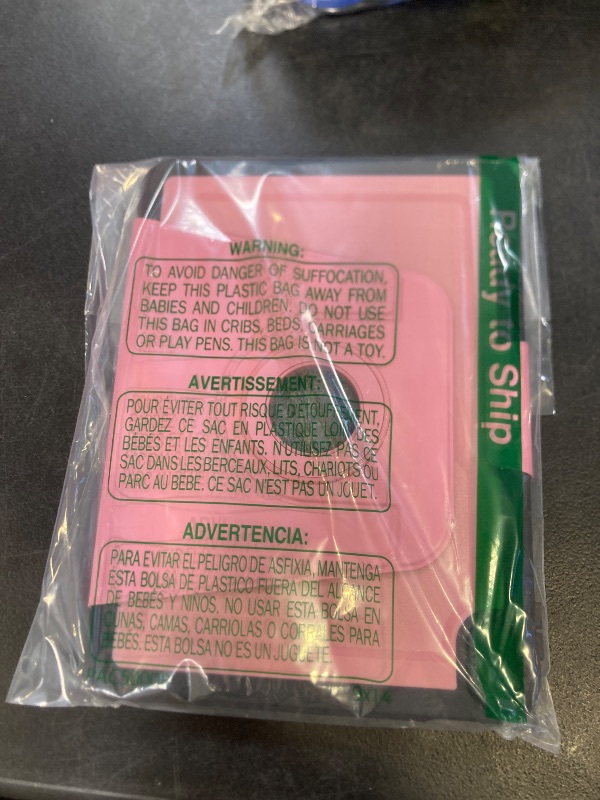 WARNING:
TO AVOID DANGER OF SUFFOCATION,
KEEP THIS PLASTIC BAG AWAY FROM
BABIES AND CHILDREN. DO NOT USE
THIS BAG IN CRIBS, BEDS, CARRIAGES
OR PLAY PENS. THIS BAG IS NOT A TOY.
AVERTISSEMENT:
POUR ÉVITER TOUT RISQUE D'ÉTOUFFEMENT,
GARDEZ CE SAC EN PLASTIQUE LOIN DES
BÉBÉS ET LES ENFANTS. N'UTILISEZ PAS CE
SAC DANS LES BERCEAUX, LITS, CHARIOTS OU
PARC AU BEBE. CE SAC N'EST PAS UN JOUET.
ADVERTENCIA:
PARA EVITAR EL PELIGRO DE ASFIXIA, MANTENGA
ESTA BOLSA DE PLASTICO FUERA DEL ALCANCE
DE BEBÉS Y NIÑOS. NO USAR ESTA BOLSA EN
CUNAS, CAMAS, CARRIOLAS O CORRALES PARA
BEBÉS. ESTA BOLSA NO ES UN JUGUETE.
Ready to Ship